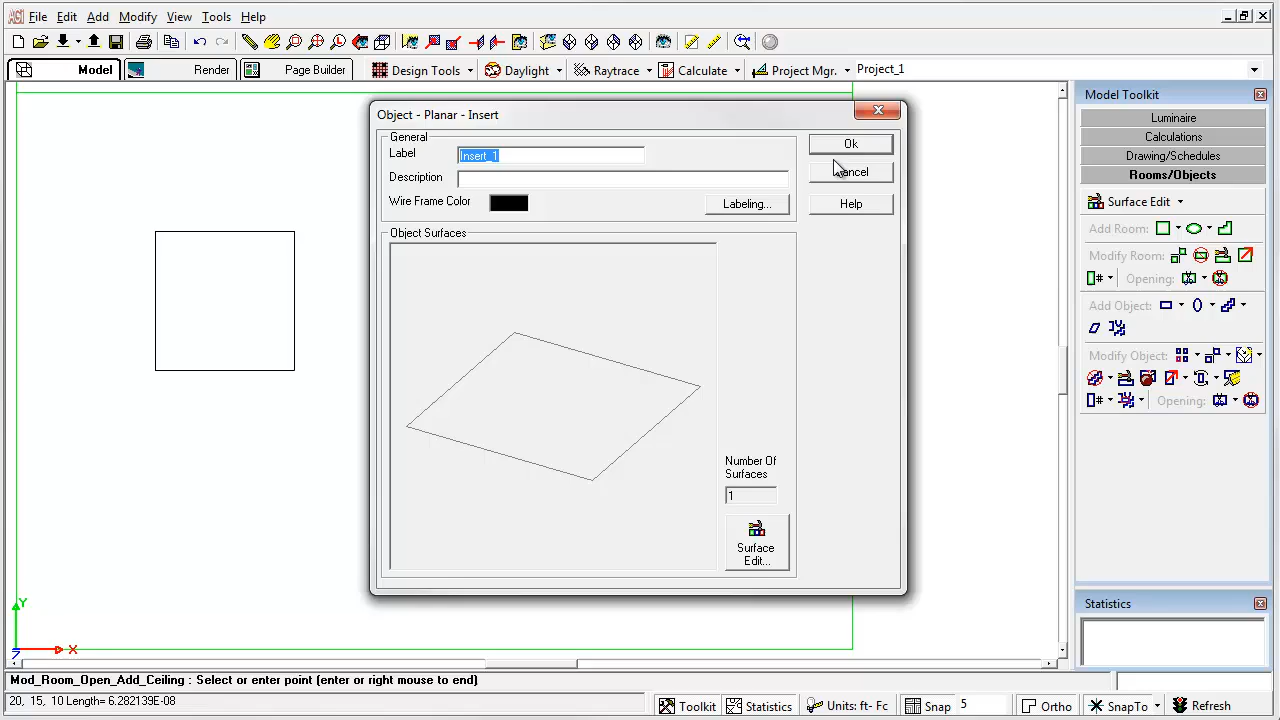 AGI File Edit Add Modify View Tools Help
Model Render Page Builder Design Tools Daylight Raytrace Calculate Project Mgr. Project_1
Object - Planar - Insert
General
Label Insert_1
Description
Wire Frame Color
Labeling...
Ok
Cancel
Help
Object Surfaces
Number Of
Surfaces
1
Surface
Edit...
Y
X
Z
Model Toolkit
Luminaire
Calculations
Drawing/Schedules
Rooms/Objects
Surface Edit
Add Room:
Modify Room:
Opening:
Add Object:
Modify Object:
Opening:
Statistics
Mod_Room_Open_Add_Ceiling : Select or enter point (enter or right mouse to end)
20, 15, 10 Length= 6.282139E-08
Toolkit Statistics Units: ft- Fc Snap 5 Ortho SnapTo Refresh